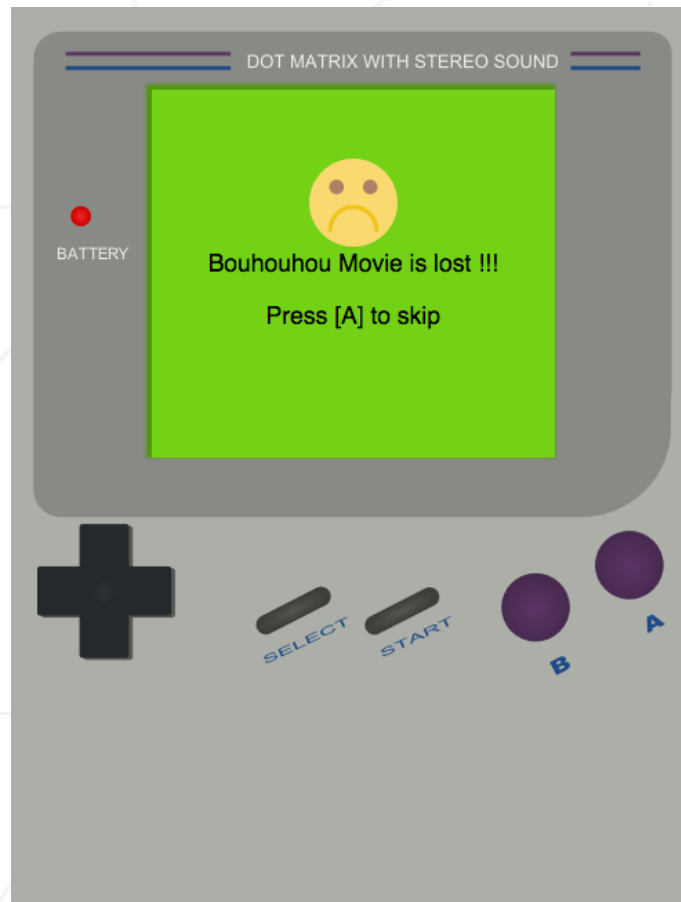 DOT MATRIX WITH STEREO SOUND
BATTERY
Bouhouhou Movie is lost !!!
Press [A] to skip
SELECT
START
B
A